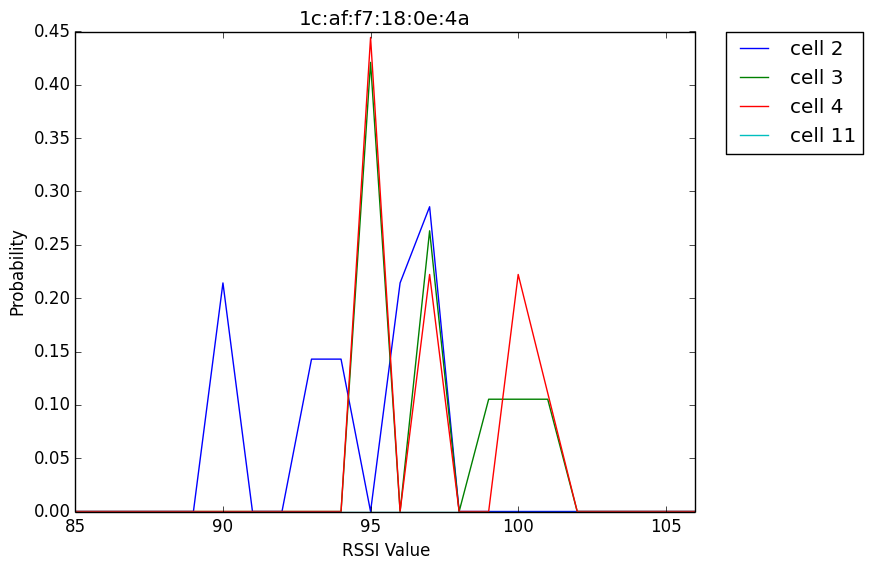 1c:af:f7:18:0e:4a
0.45
0.40
0.35
0.30
0.25
0.20
0.15
0.10
0.05
0.00
Probability
85 90 95 100 105
RSSI Value
cell 2
cell 3
cell 4
cell 11